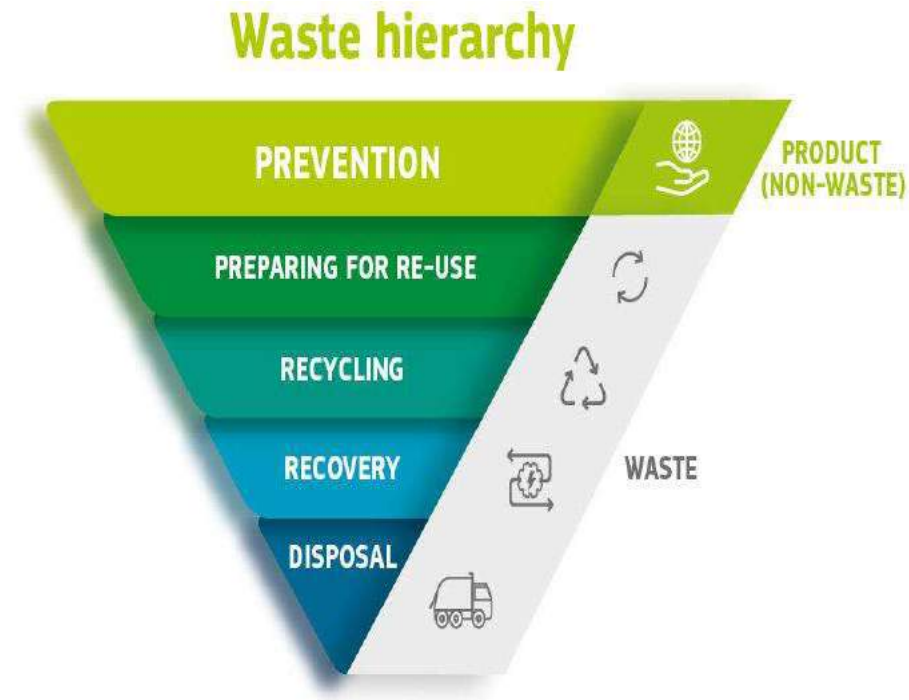 Waste hierarchy
PREVENTION
PRODUCT
(NON-WASTE)
PREPARING FOR RE-USE
RECYCLING
RECOVERY
WASTE
DISPOSAL